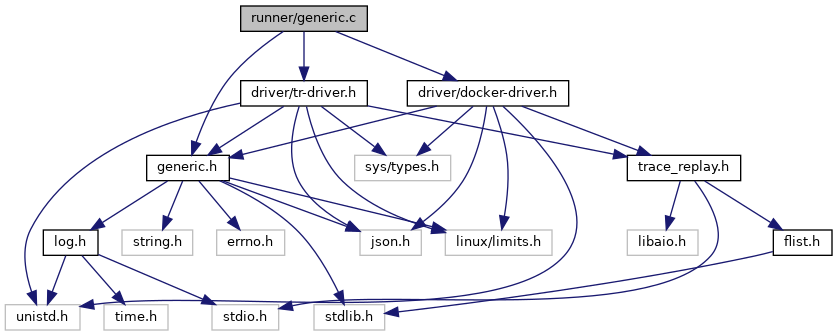 runner/generic.c
driver/tr-driver.h
driver/docker-driver.h
generic.h
sys/types.h
trace_replay.h
log.h
string.h
errno.h
json.h
linux/limits.h
libaio.h
flist.h
unistd.h
time.h
stdio.h
stdlib.h